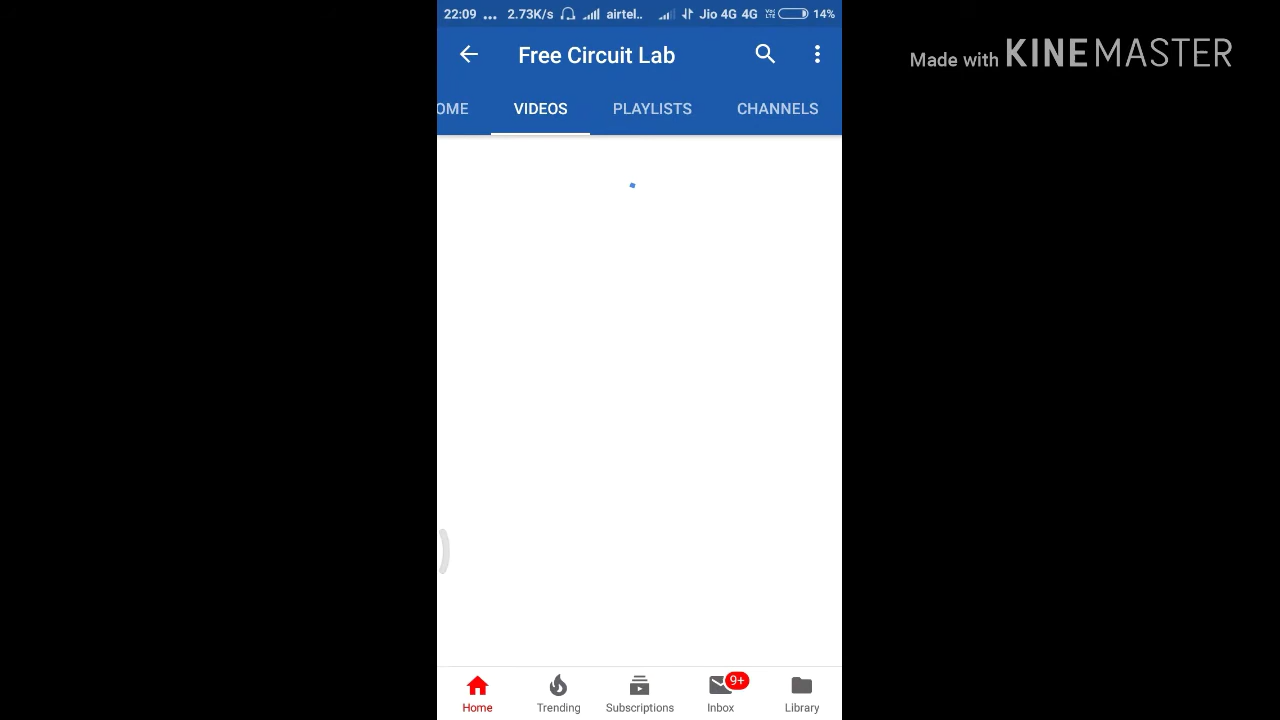 22:09 ... 2.73K/s airtel.. Jio 4G 4G VoLTE 14%
Made with KINEMASTER
Free Circuit Lab
OME VIDEOS PLAYLISTS CHANNELS
9+
Home Trending Subscriptions Inbox Library